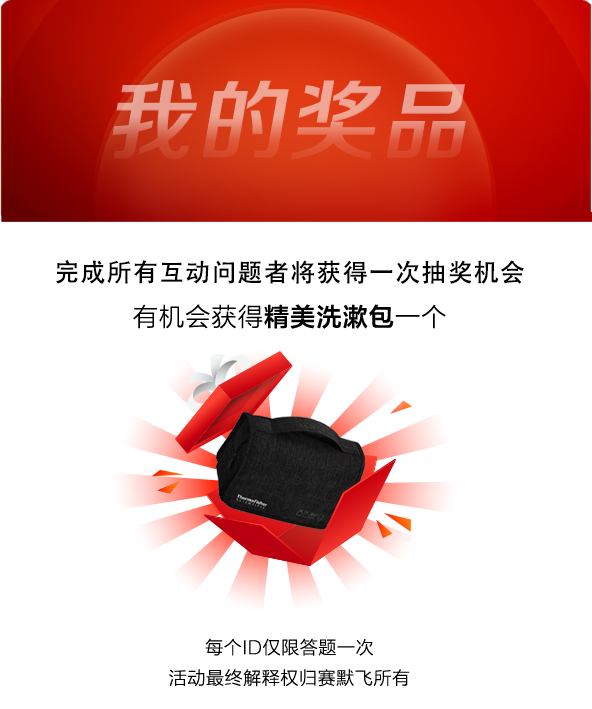 我的奖品
完成所有互动问题者将获得一次抽奖机会
有机会获得精美洗漱包一个
ThermoFisher
SCIENTIFIC
每个ID仅限答题一次
活动最终解释权归赛默飞所有